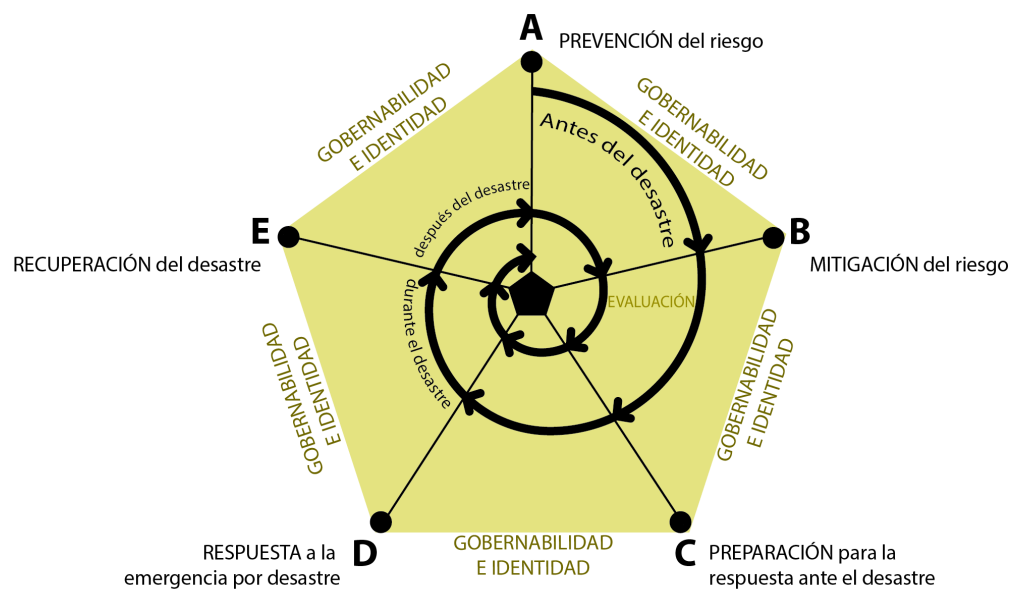 A
PREVENCIÓN del riesgo
GOBERNABILIDAD
E IDENTIDAD
GOBERNABILIDAD
E IDENTIDAD
Antes del desastre
después del desastre
E
B
RECUPERACIÓN del desastre
MITIGACIÓN del riesgo
EVALUACIÓN
durante el desastre
GOBERNABILIDAD
E IDENTIDAD
GOBERNABILIDAD
E IDENTIDAD
GOBERNABILIDAD
E IDENTIDAD
RESPUESTA a la
emergencia por desastre
D
C
PREPARACIÓN para la
respuesta ante el desastre